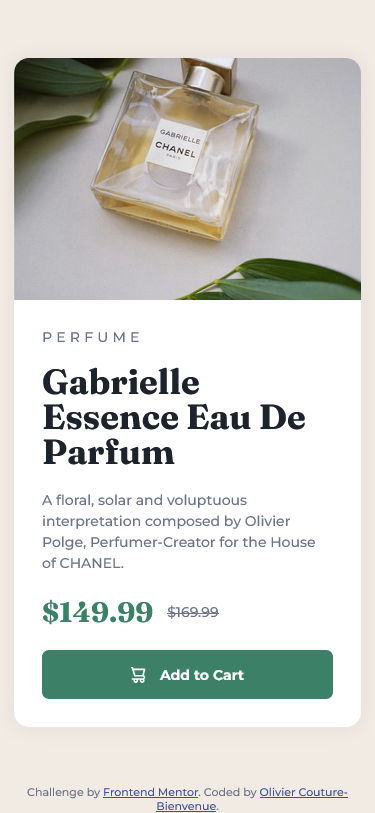 GABRIELLE
CHANEL
PARIS
PERFUME
Gabrielle
Essence Eau De
Parfum
A floral, solar and voluptuous
interpretation composed by Olivier
Polge, Perfumer-Creator for the House
of CHANEL.
$149.99 $169.99
Add to Cart
Challenge by Frontend Mentor. Coded by Olivier Couture-
Bienvenue.